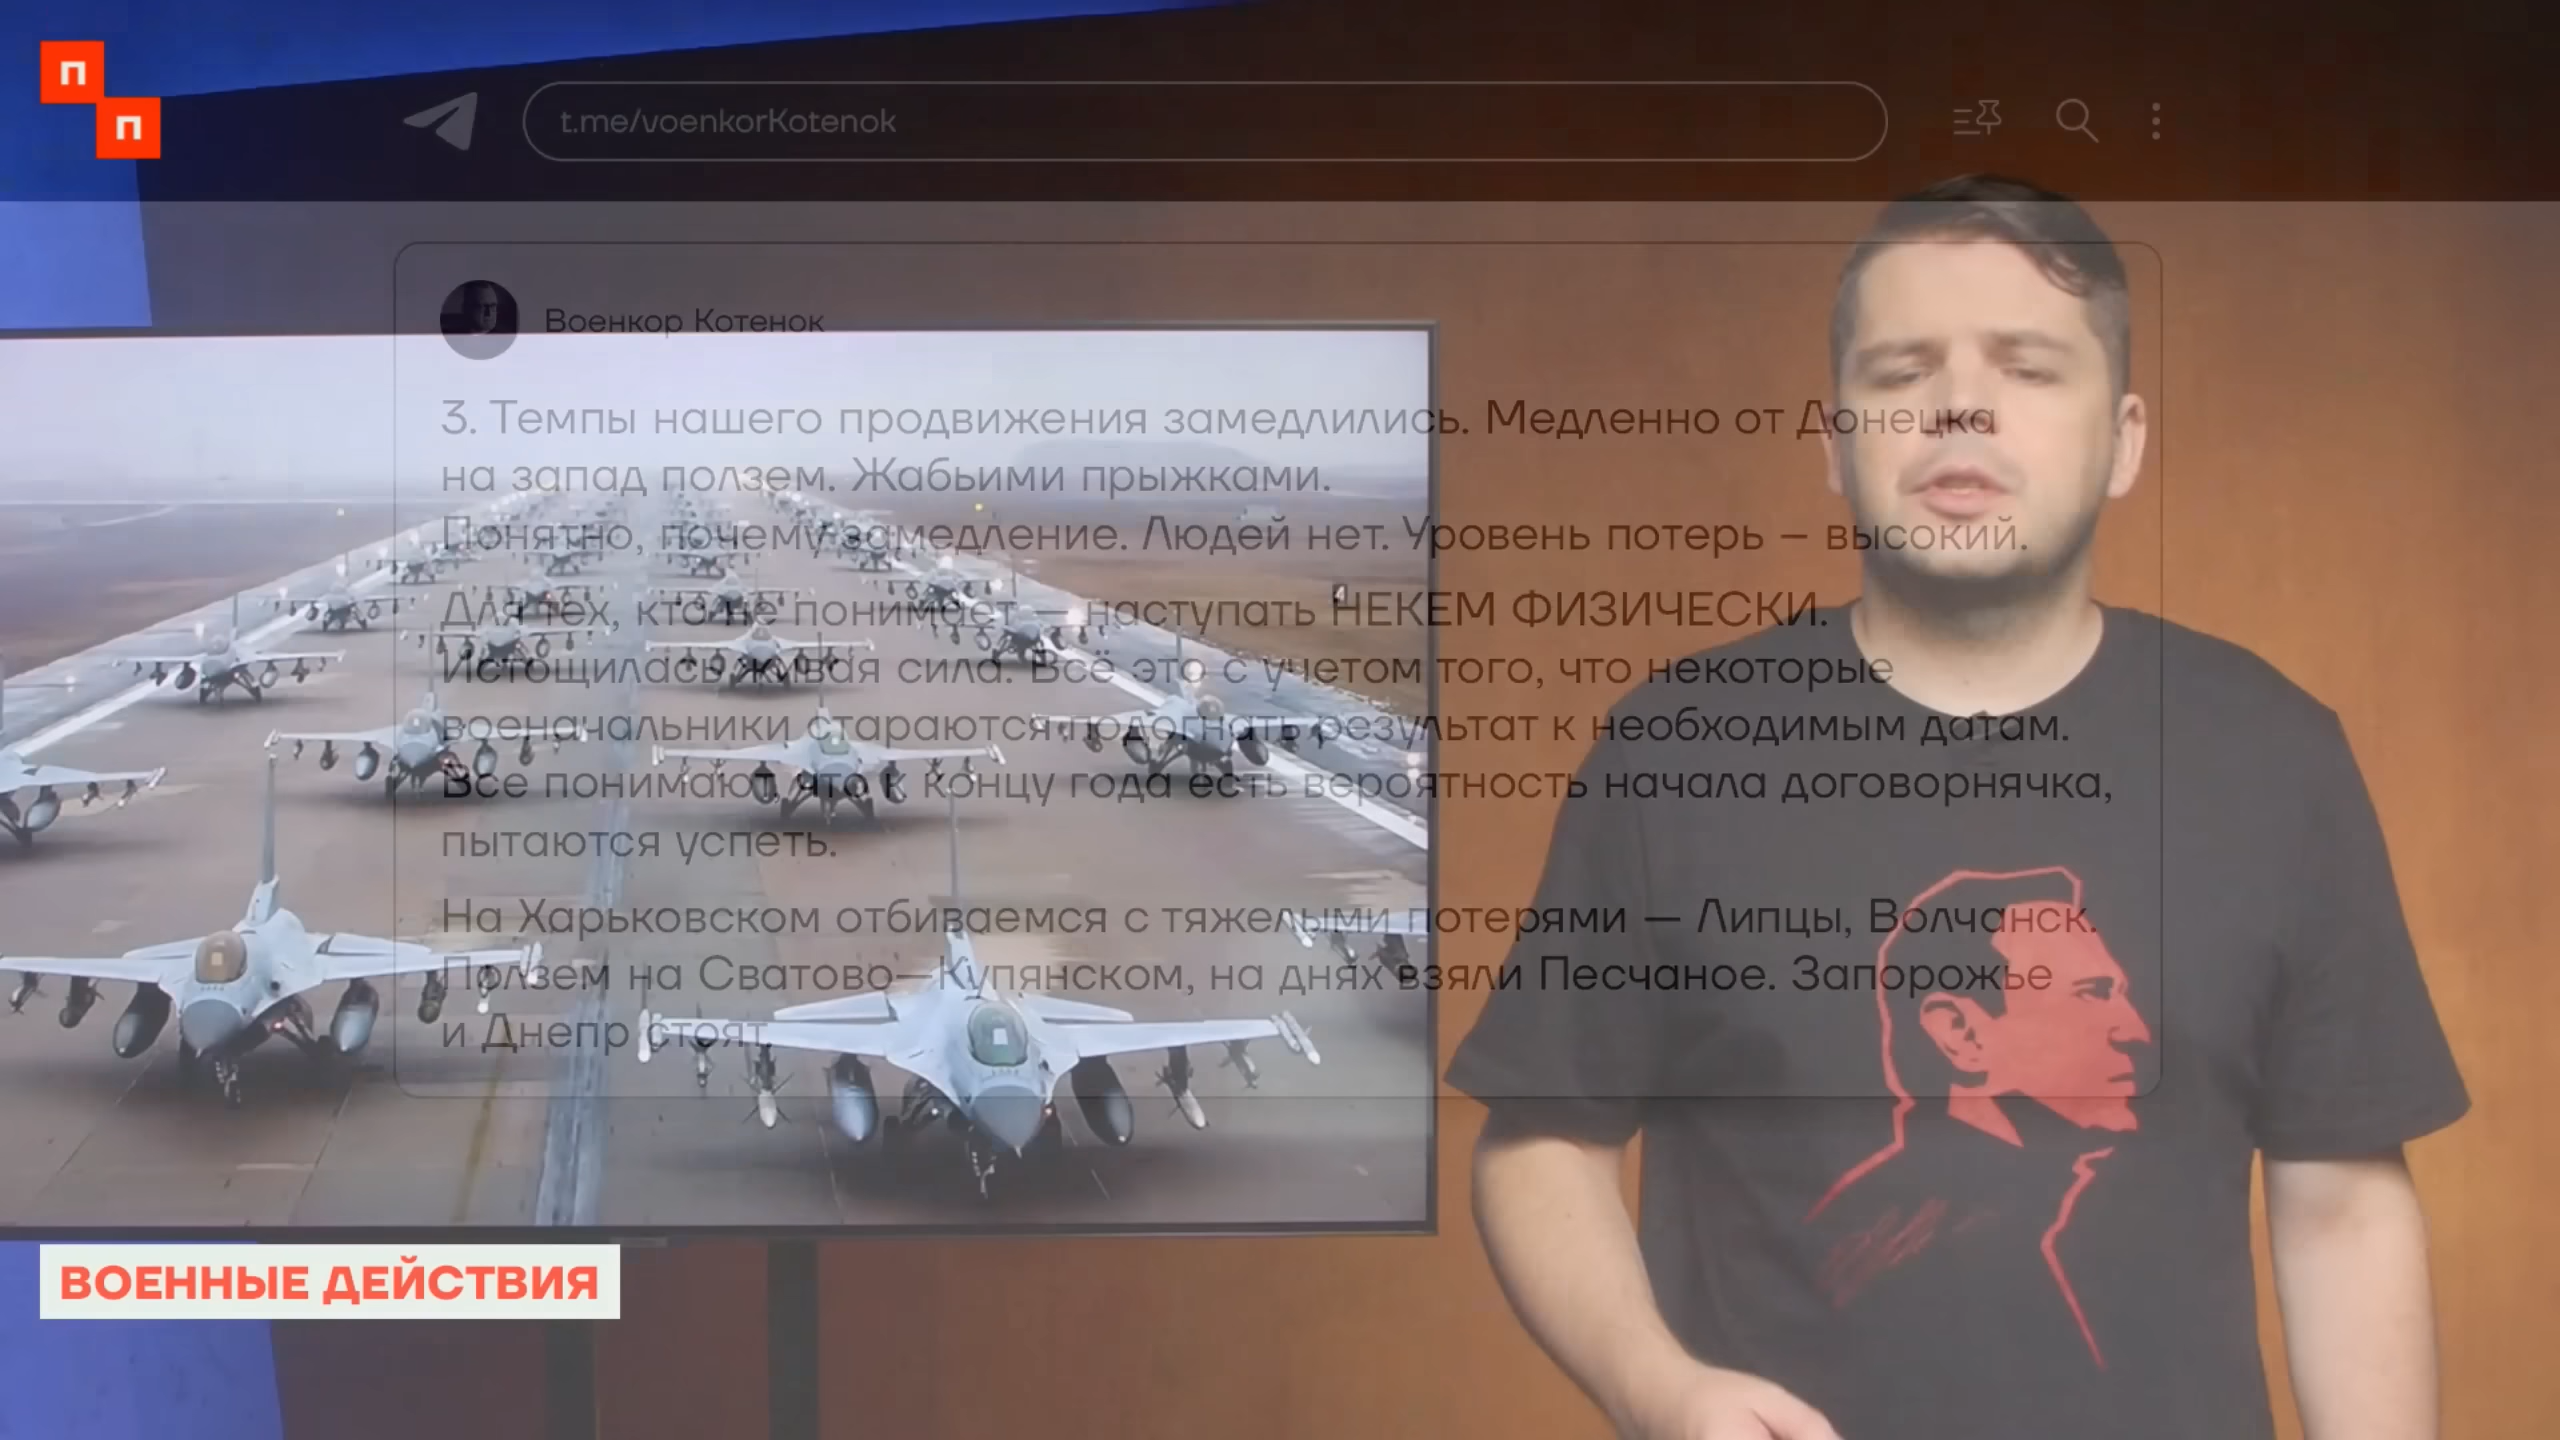 П
П
t.me/voenkorKotenok
Военкор Котенок
3. Темпы нашего продвижения замедлились. Медленно от Донецка
на запад ползем. Жабьими прыжками.
Понятно, почему замедление. Людей нет. Уровень потерь – высокий.
Для тех, кто не понимает — наступать НЕКЕМ ФИЗИЧЕСКИ.
Истощилась живая сила. Всё это с учетом того, что некоторые
военачальники стараются подогнать результат к необходимым датам.
Все понимают, что к концу года есть вероятность начала договорнячка,
пытаются успеть.
На Харьковском отбиваемся с тяжелыми потерями — Липцы, Волчанск.
Ползем на Сватово—Купянском, на днях взяли Песчаное. Запорожье
и Днепр стоят.
ВОЕННЫЕ ДЕЙСТВИЯ